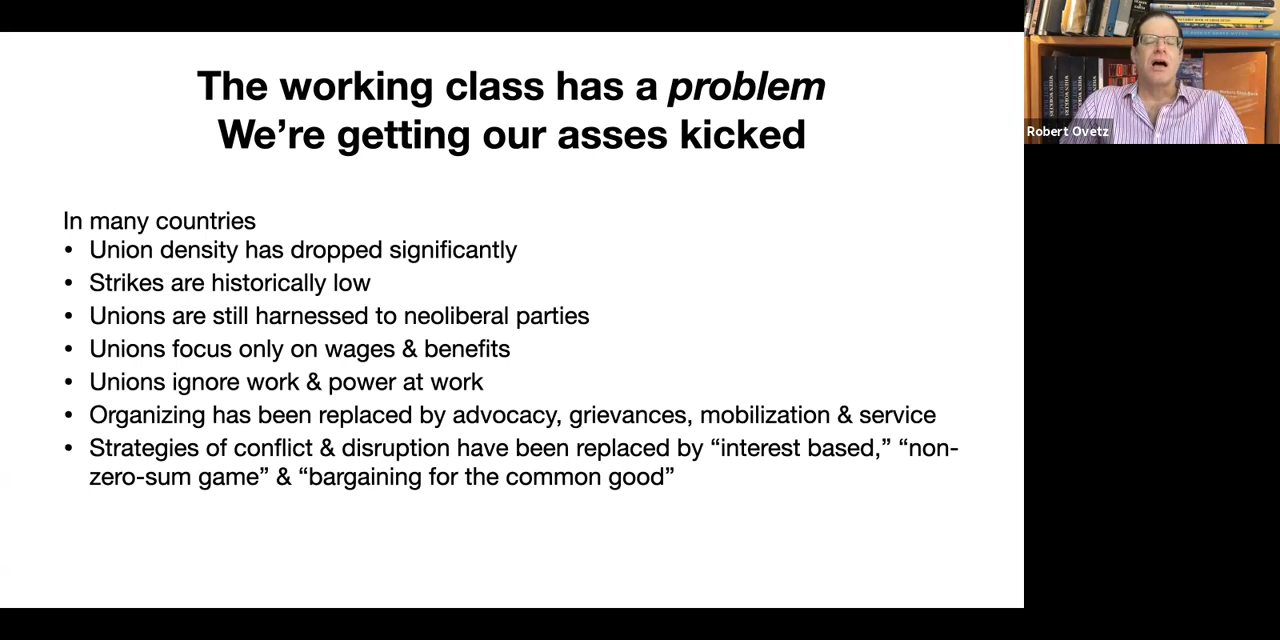 The working class has a problem
We’re getting our asses kicked
In many countries
• Union density has dropped significantly
• Strikes are historically low
• Unions are still harnessed to neoliberal parties
• Unions focus only on wages & benefits
• Unions ignore work & power at work
• Organizing has been replaced by advocacy, grievances, mobilization & service
• Strategies of conflict & disruption have been replaced by “interest based,” “non-
zero-sum game” & “bargaining for the common good”
Robert Ovetz